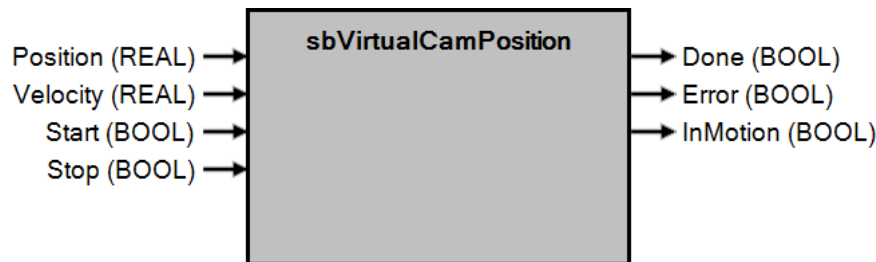 sbVirtualCamPosition
Position (REAL)
Velocity (REAL)
Start (BOOL)
Stop (BOOL)
Done (BOOL)
Error (BOOL)
InMotion (BOOL)